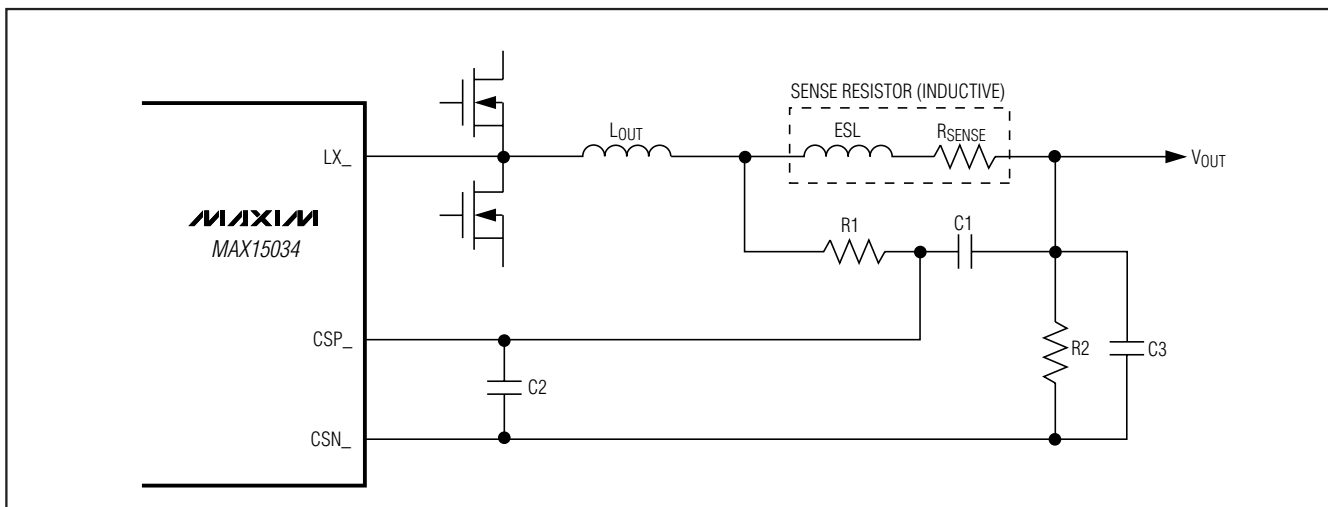 SENSE RESISTOR (INDUCTIVE)
LOUT
ESL
RSENSE
LX_
VOUT
MAXIM
MAX15034
R1
C1
CSP_
R2
C3
C2
CSN_